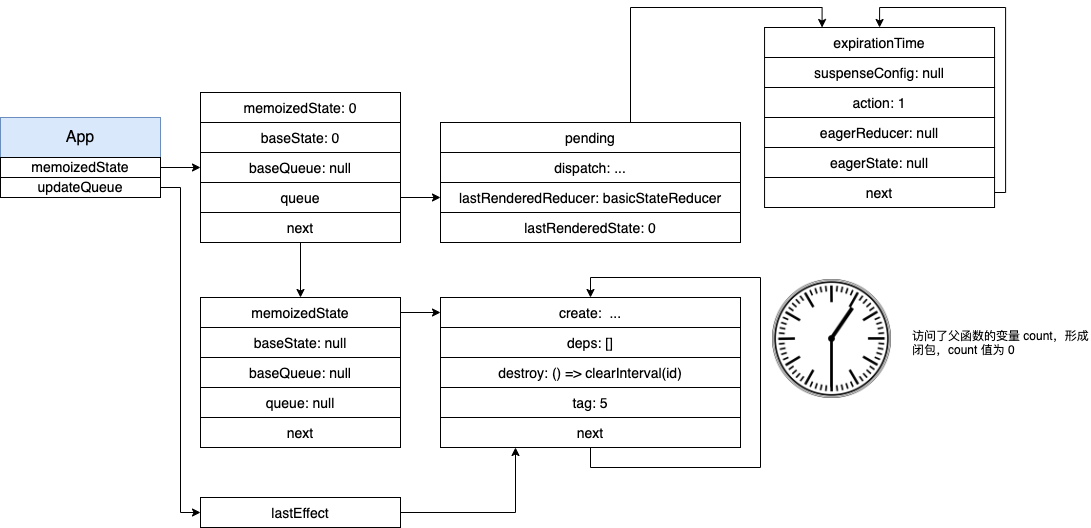 App
memoizedState
updateQueue
memoizedState: 0
baseState: 0
baseQueue: null
queue
next
pending
dispatch: ...
lastRenderedReducer: basicStateReducer
lastRenderedState: 0
expirationTime
suspenseConfig: null
action: 1
eagerReducer: null
eagerState: null
next
memoizedState
baseState: null
baseQueue: null
queue: null
next
create:  ...
deps: []
destroy: () => clearInterval(id)
tag: 5
next
访问了父函数的变量 count，形成
闭包，count 值为 0
lastEffect